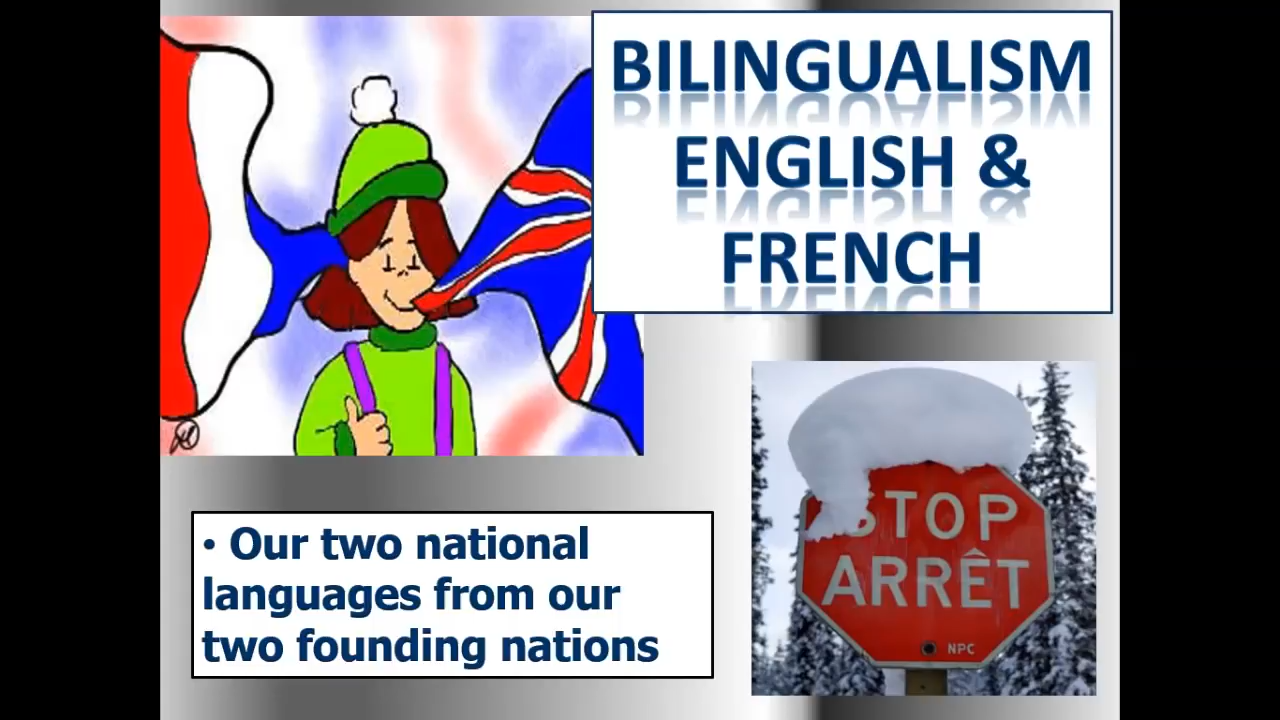 BILINGUALISM
ENGLISH &
FRENCH
• Our two national
languages from our
two founding nations
STOP
ARRÊT
NPC